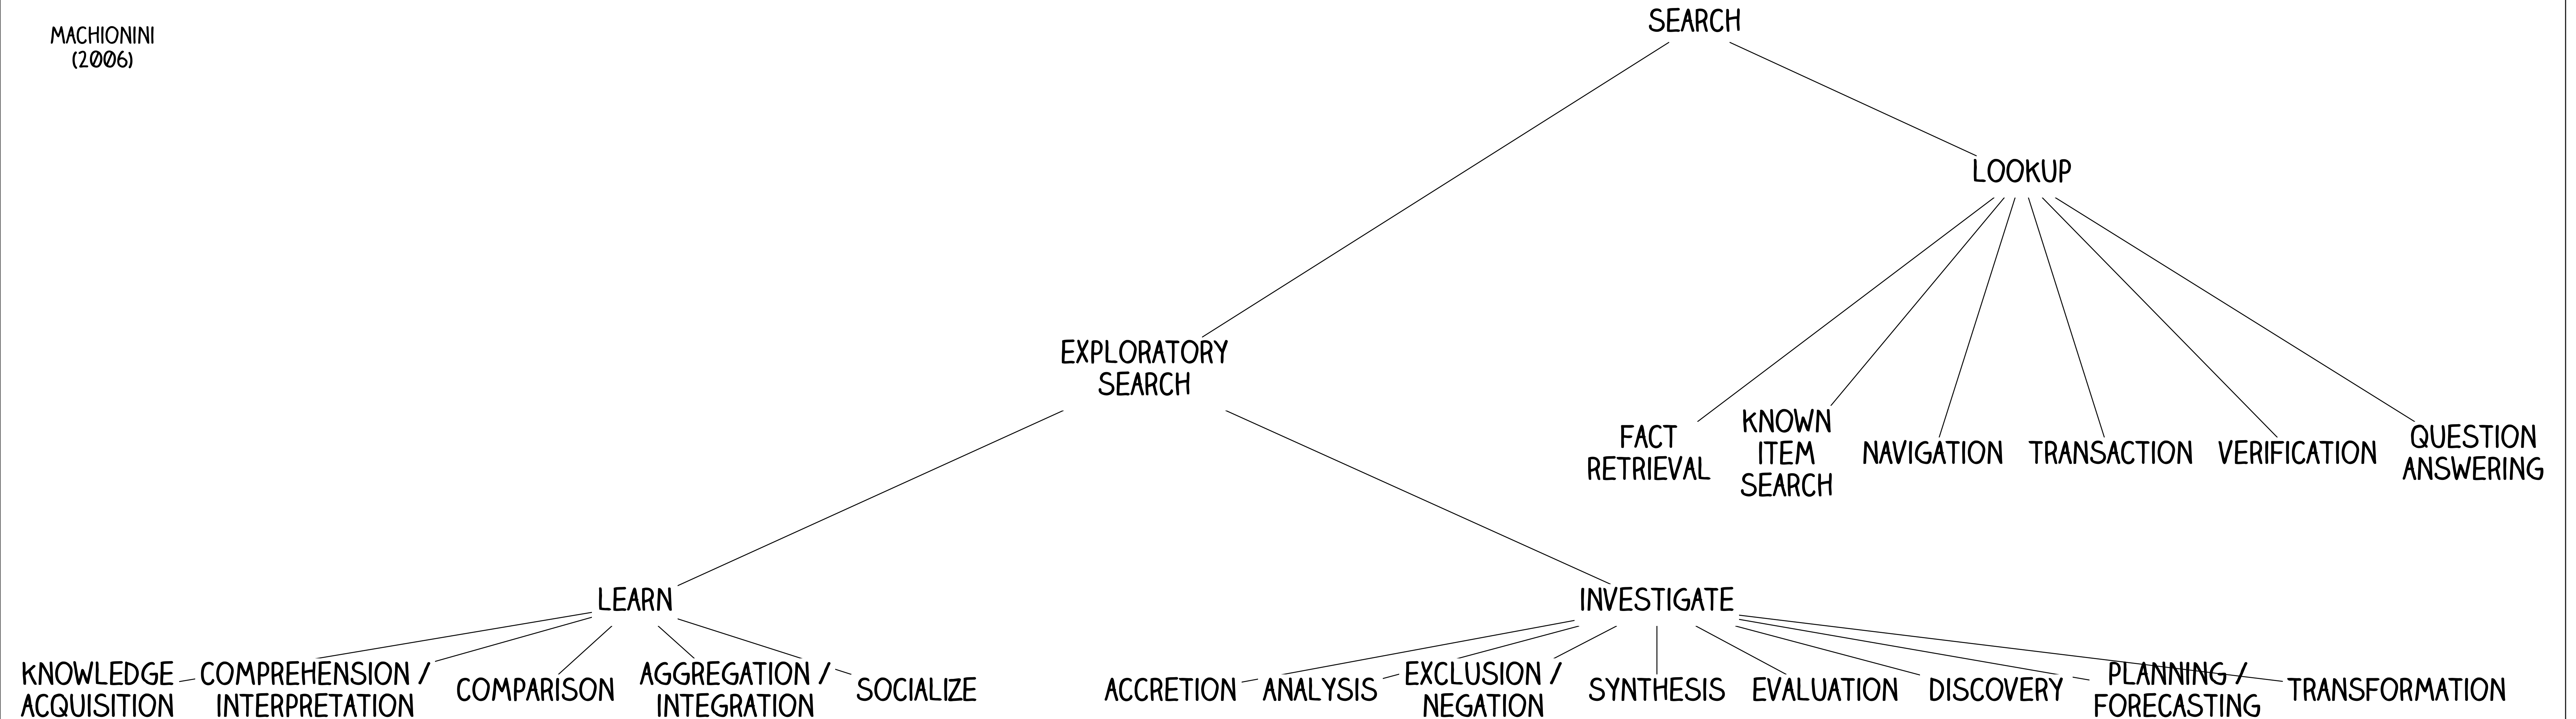 MACHIONINI
(2006)
SEARCH
LOOKUP
EXPLORATORY
SEARCH
FACT
RETRIEVAL
KNOWN
ITEM
SEARCH
NAVIGATION
TRANSACTION
VERIFICATION
QUESTION
ANSWERING
LEARN
INVESTIGATE
KNOWLEDGE
ACQUISITION
COMPREHENSION /
INTERPRETATION
COMPARISON
AGGREGATION /
INTEGRATION
SOCIALIZE
ACCRETION
ANALYSIS
EXCLUSION /
NEGATION
SYNTHESIS
EVALUATION
DISCOVERY
PLANNING /
FORECASTING
TRANSFORMATION